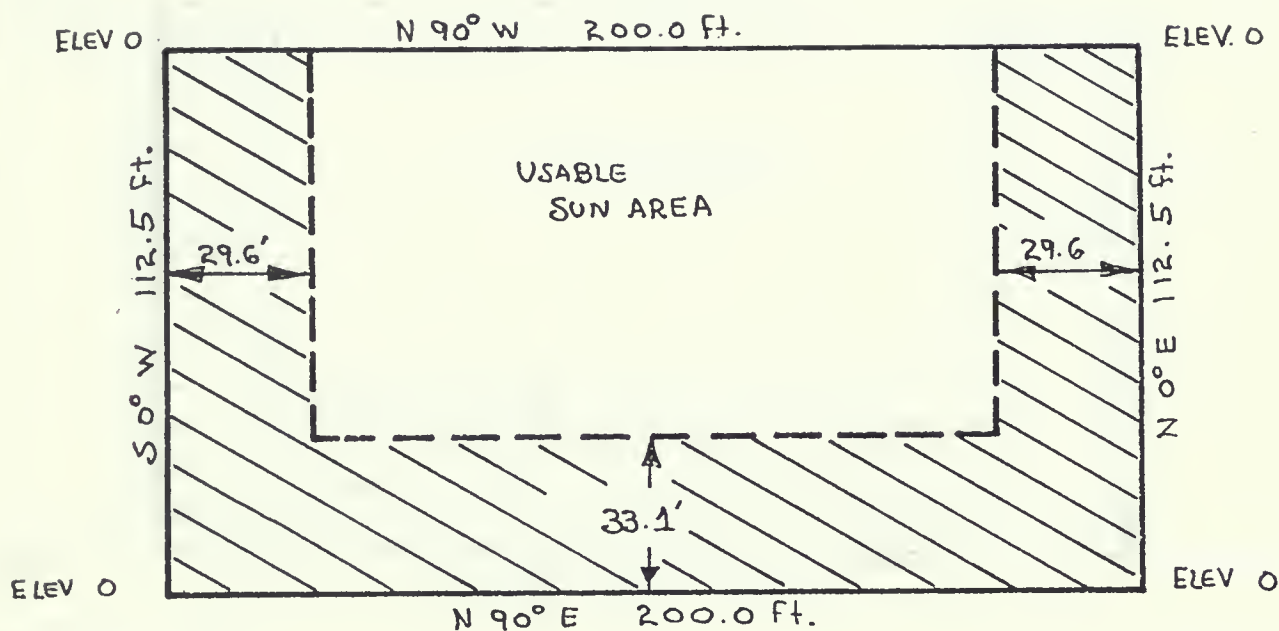 ELEV 0
N 90° W 200.0 Ft.
ELEV. 0
USABLE
SUN AREA
S 0° W 112.5 Ft.
29.6'
29.6
N 0° E 112.5 Ft.
33.1'
ELEV 0
N 90° E 200.0 Ft.
ELEV 0